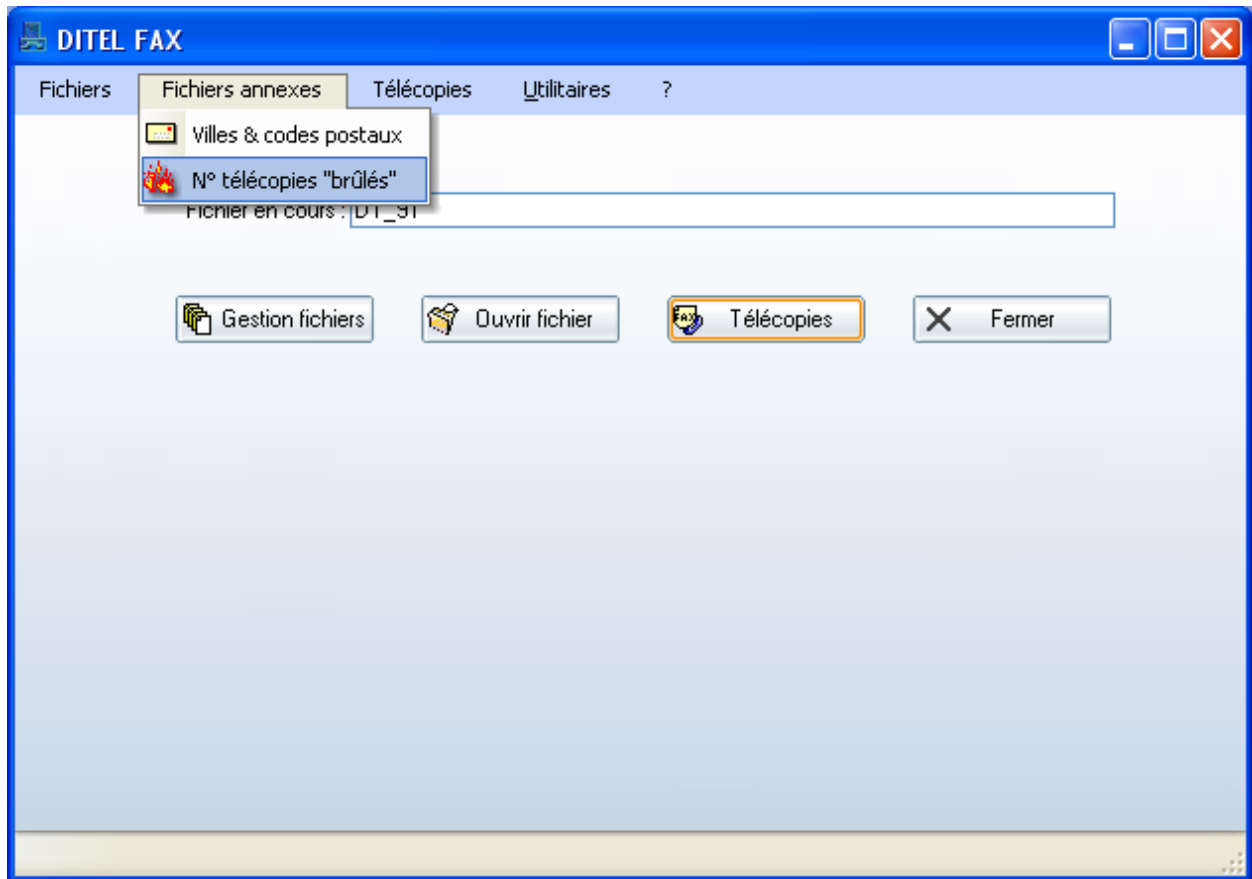 DITEL FAX
Fichiers Fichiers annexes Télécopies Utilitaires ?
Villes & codes postaux
N° télécopies "brûlés"
Fichier en cours : DT_91
Gestion fichiers Ouvrir fichier Télécopies Fermer